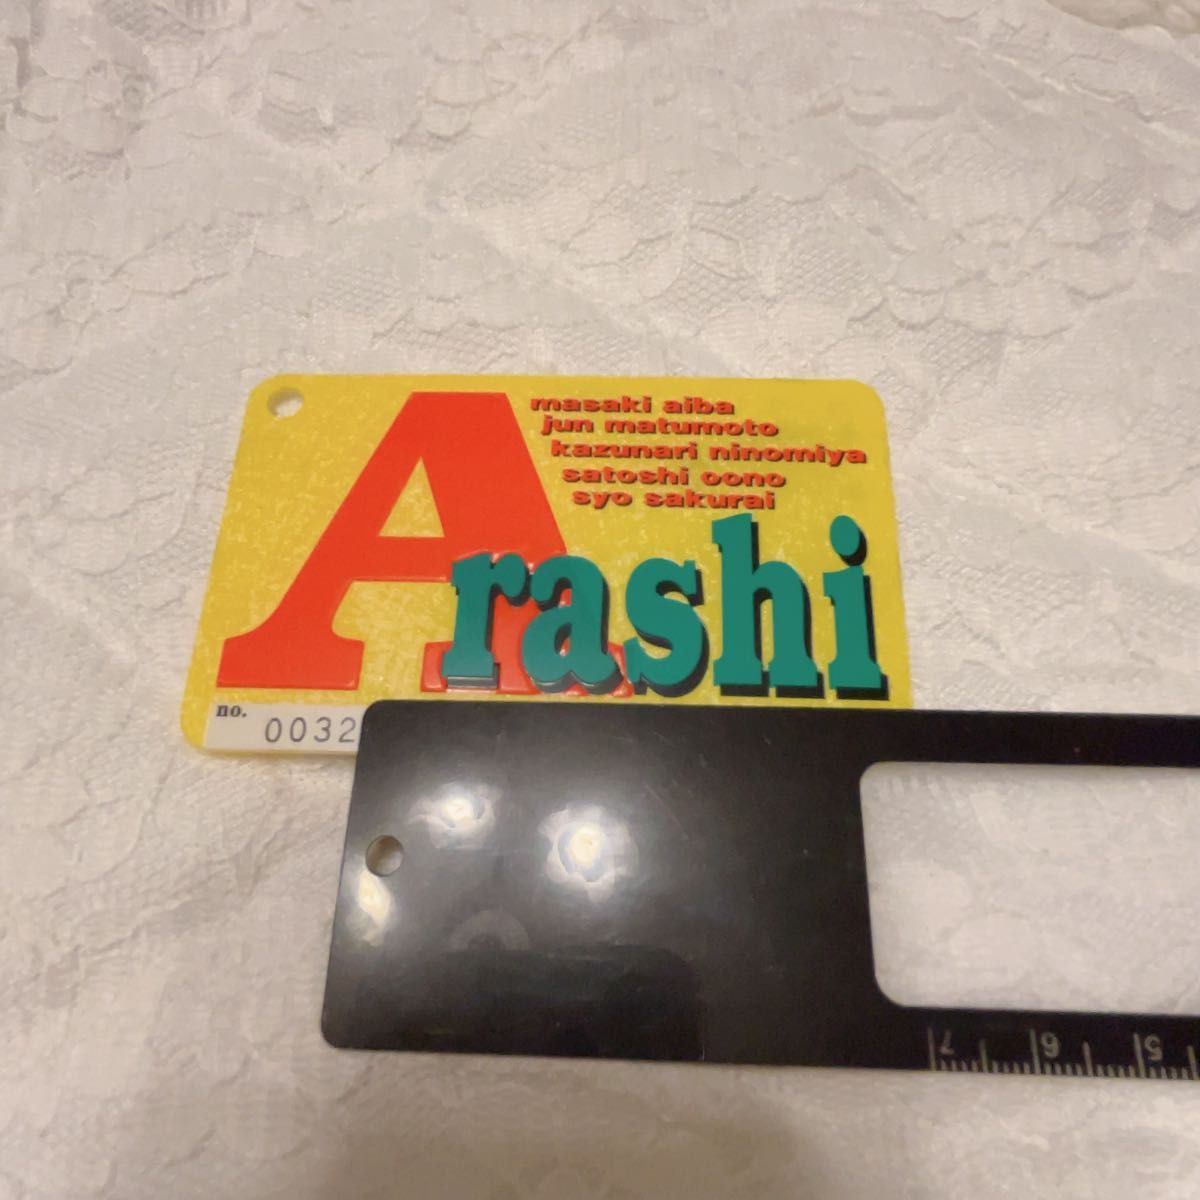 masaki aiba
jun matumoto
kazunari ninomiya
satoshi oono
syo sakurai
Arashi
no. 0032
7 6 5